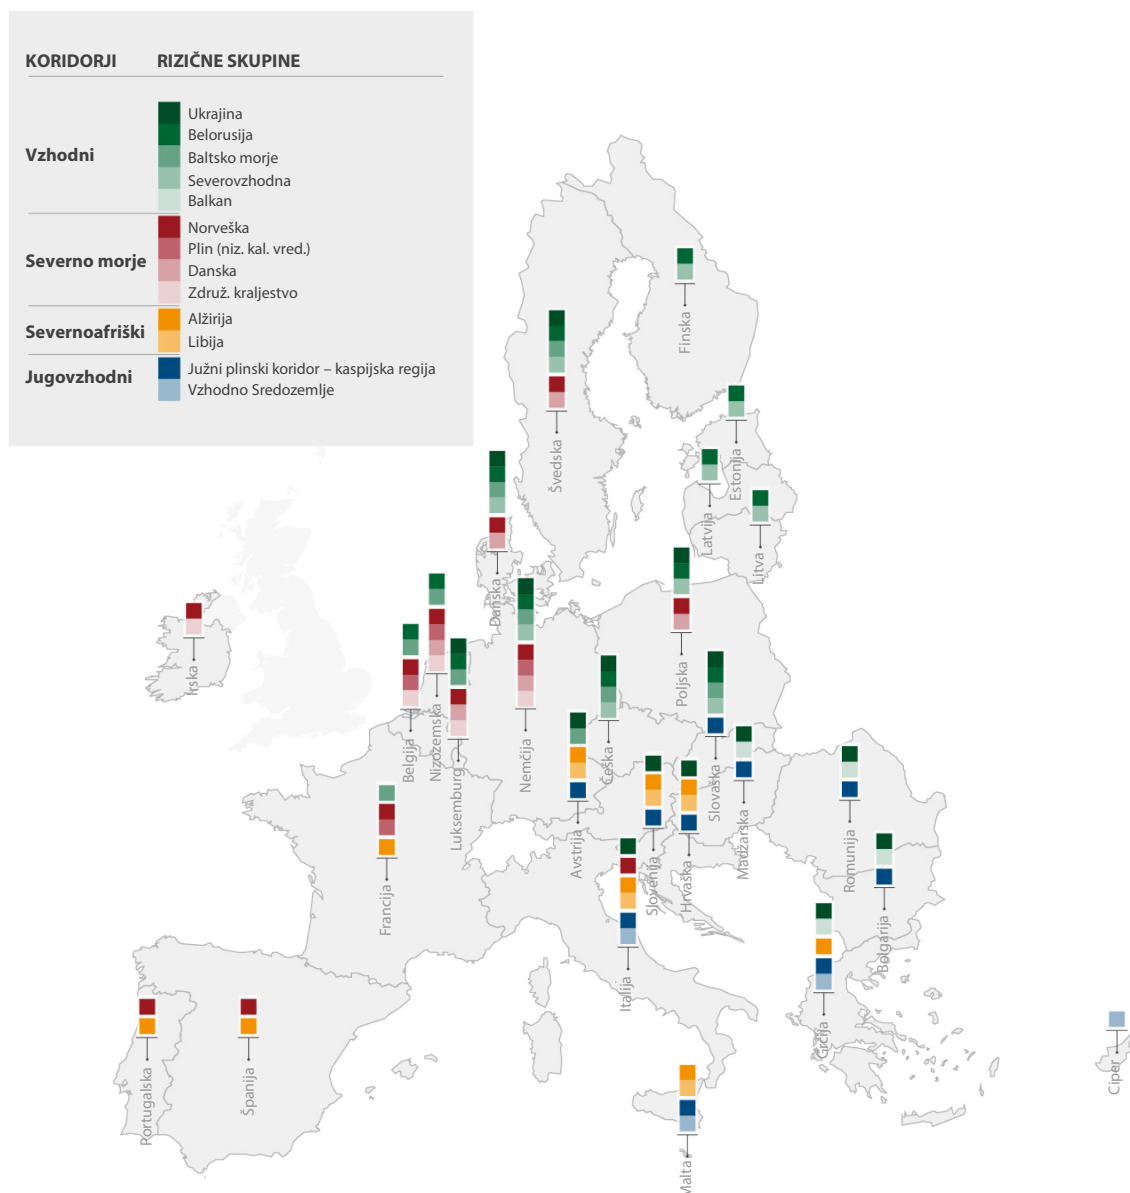 KORIDORJI RIZIČNE SKUPINE
Vzhodni
Ukrajina
Belorusija
Baltsko morje
Severovzhodna
Balkan
Severno morje
Norveška
Plin (niz. kal. vred.)
Danska
Združ. kraljestvo
Severnoafriški
Alžirija
Libija
Jugovzhodni
Južni plinski koridor – kaspijska regija
Vzhodno Sredozemlje
Finska
Švedska
Estonija
Latvija
Litva
Danska
Irska
Poljska
Belgija
Nizozemska
Luksemburg
Nemčija
Češka
Slovaška
Avstrija
Slovenija
Hrvaška
Madžarska
Romunija
Bolgarija
Francija
Italija
Grčija
Portugalska
Španija
Malta
Ciper